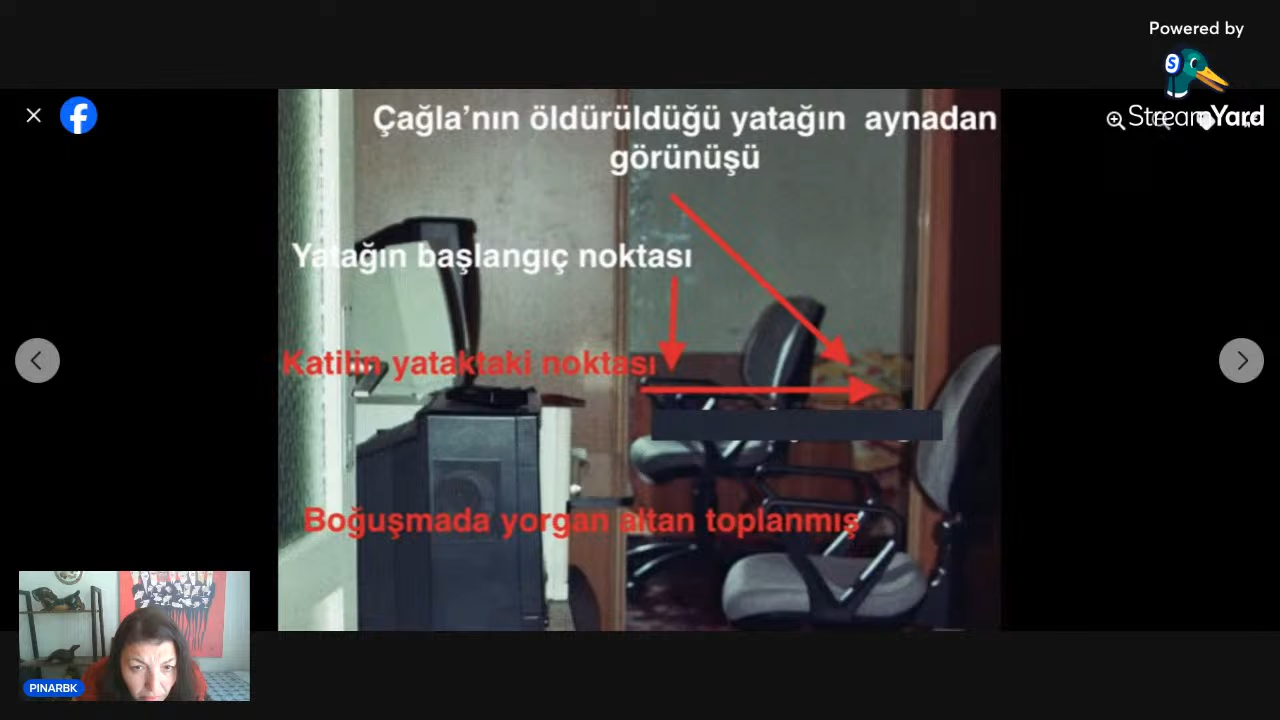 Powered by
StreamYard
Çağla’nın öldürüldüğü yatağın aynadan
görünüşü
Yatağın başlangıç noktası
Katilin yataktaki noktası
Boğuşmada yorgan altan toplanmış
PINARBK